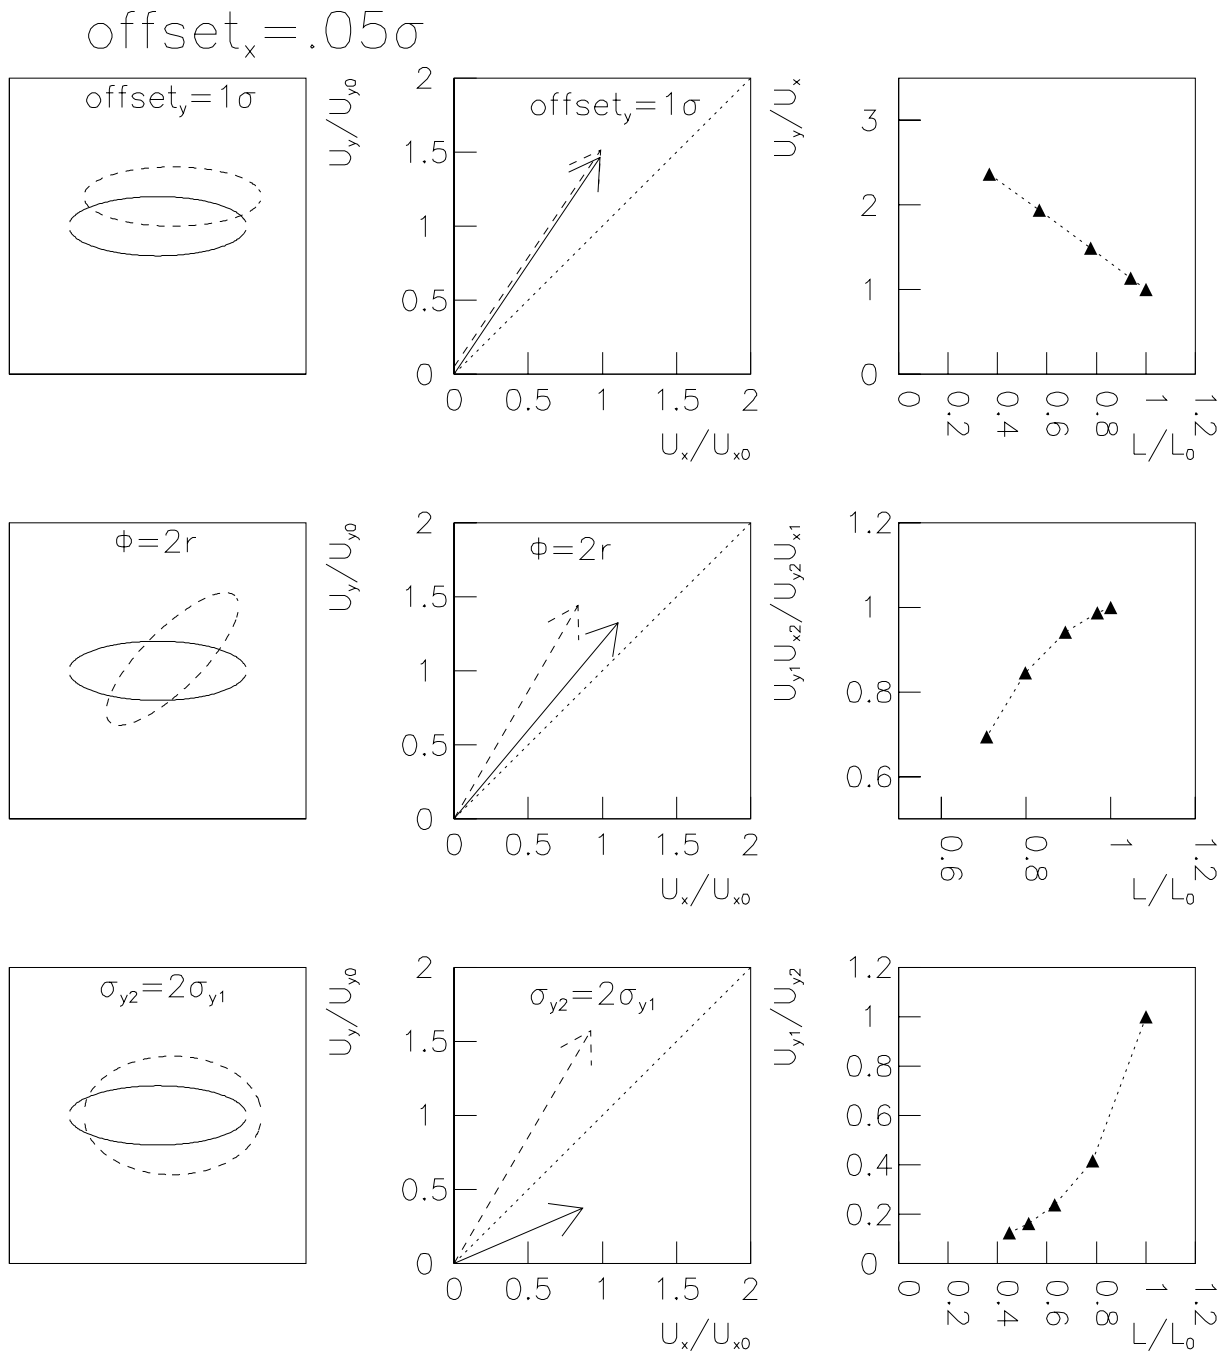 offsetₓ=.05σ
offset_y=1σ
U_y/U_y0
2
1.5
1
0.5
0
offset_y=1σ
0 0.5 1 1.5 2
U_x/U_x0
U_y/U_x
3
2
1
0
0 0.2 0.4 0.6 0.8 1 1.2
L/L_0
ϕ=2r
U_y/U_y0
2
1.5
1
0.5
0
ϕ=2r
0 0.5 1 1.5 2
U_x/U_x0
U_y1U_x2/U_y2U_x1
1.2
1
0.8
0.6
0.6 0.8 1 1.2
L/L_0
σ_y2=2σ_y1
U_y/U_y0
2
1.5
1
0.5
0
σ_y2=2σ_y1
0 0.5 1 1.5 2
U_x/U_x0
U_y1/U_y2
1.2
1
0.8
0.6
0.4
0.2
0
0 0.2 0.4 0.6 0.8 1 1.2
L/L_0